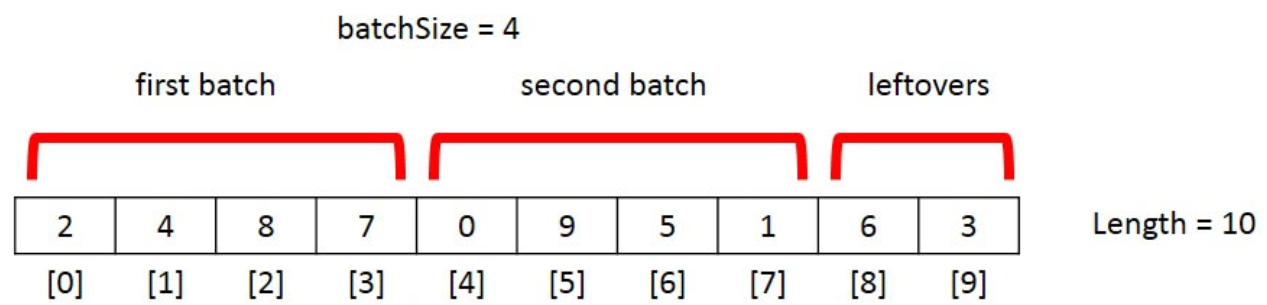 batchSize = 4
first batch second batch leftovers
2 4 8 7 0 9 5 1 6 3 Length = 10
[0] [1] [2] [3] [4] [5] [6] [7] [8] [9]